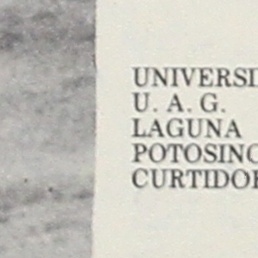 UNIVERSI
U. A. G.
LAGUNA
POTOSINO
CURTIDOR